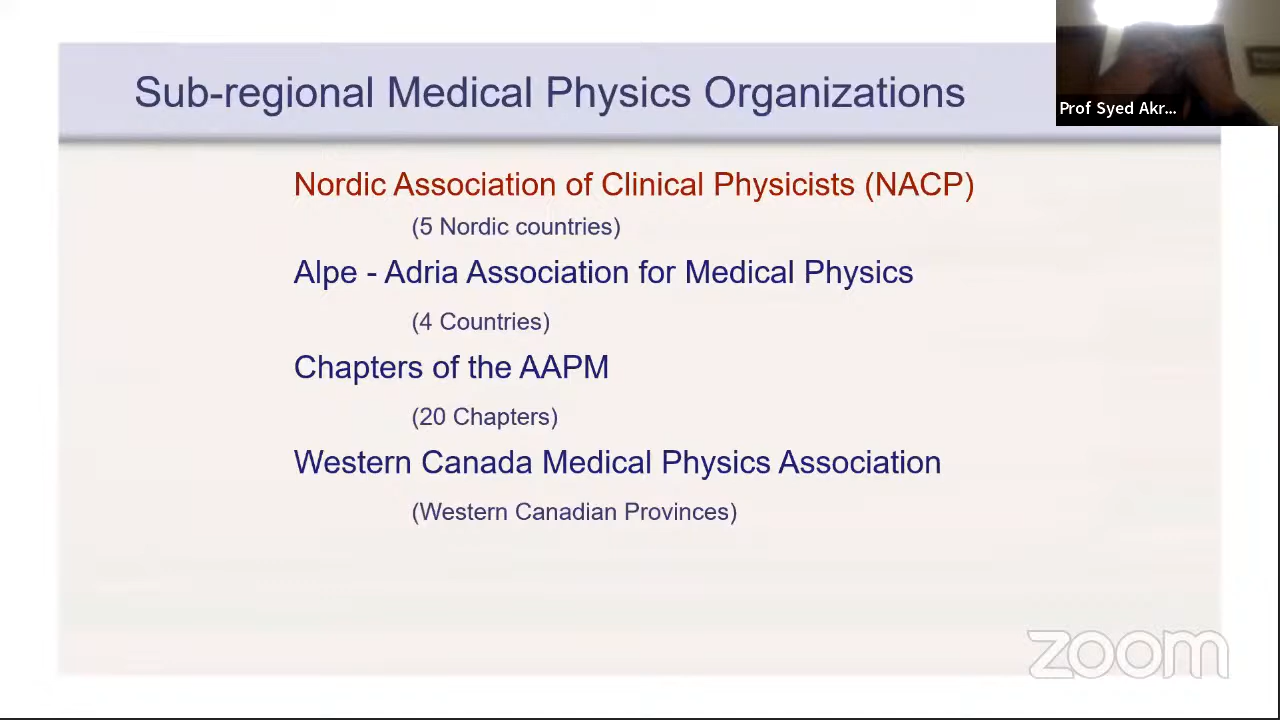 Sub-regional Medical Physics Organizations
Prof Syed Akr...
Nordic Association of Clinical Physicists (NACP)
(5 Nordic countries)
Alpe - Adria Association for Medical Physics
(4 Countries)
Chapters of the AAPM
(20 Chapters)
Western Canada Medical Physics Association
(Western Canadian Provinces)
zoom